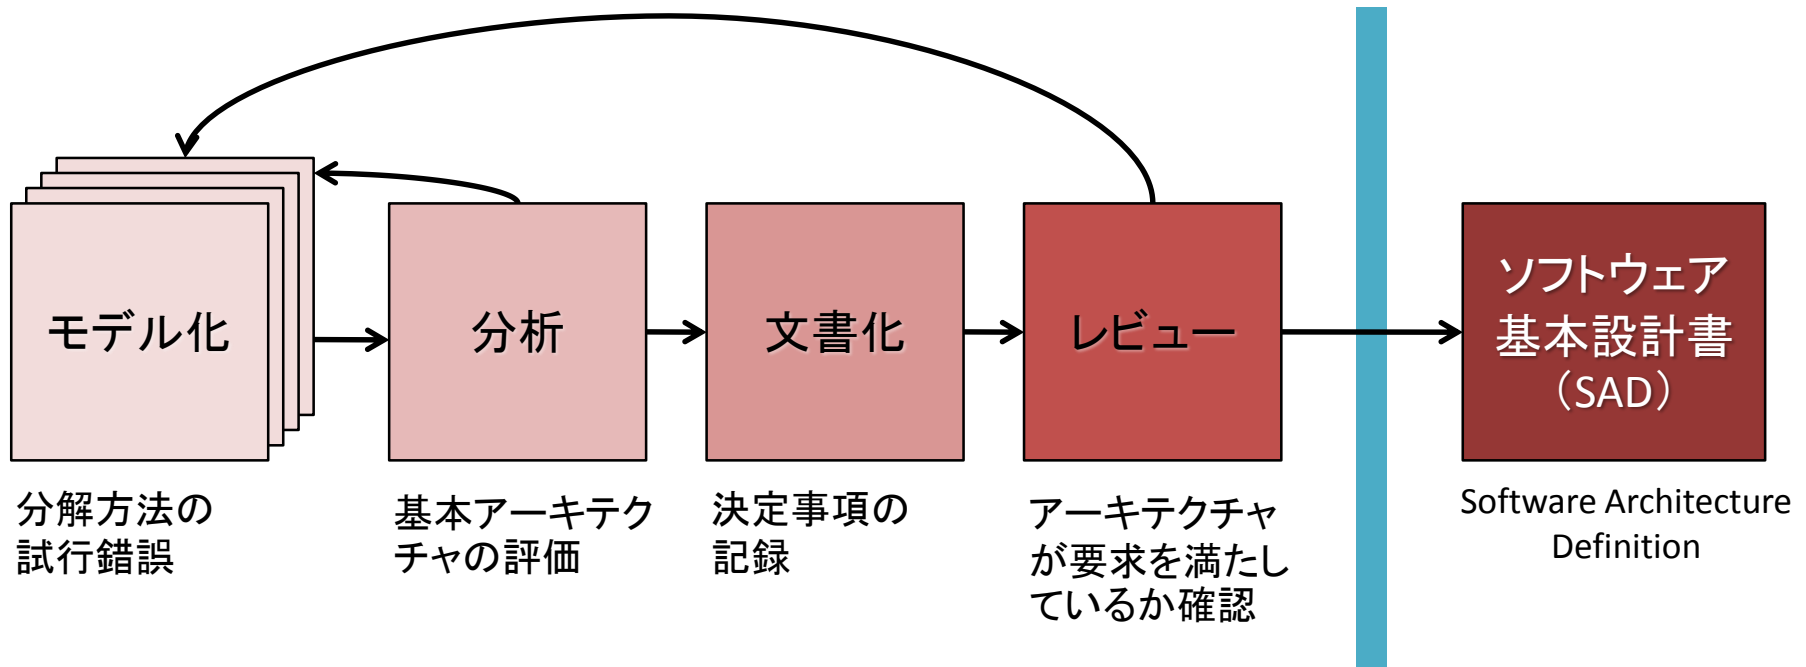 モデル化
分析
文書化
レビュー
ソフトウェア
基本設計書
（SAD）
分解方法の
試行錯誤
基本アーキテク
チャの評価
決定事項の
記録
アーキテクチャ
が要求を満たし
ているか確認
Software Architecture
Definition